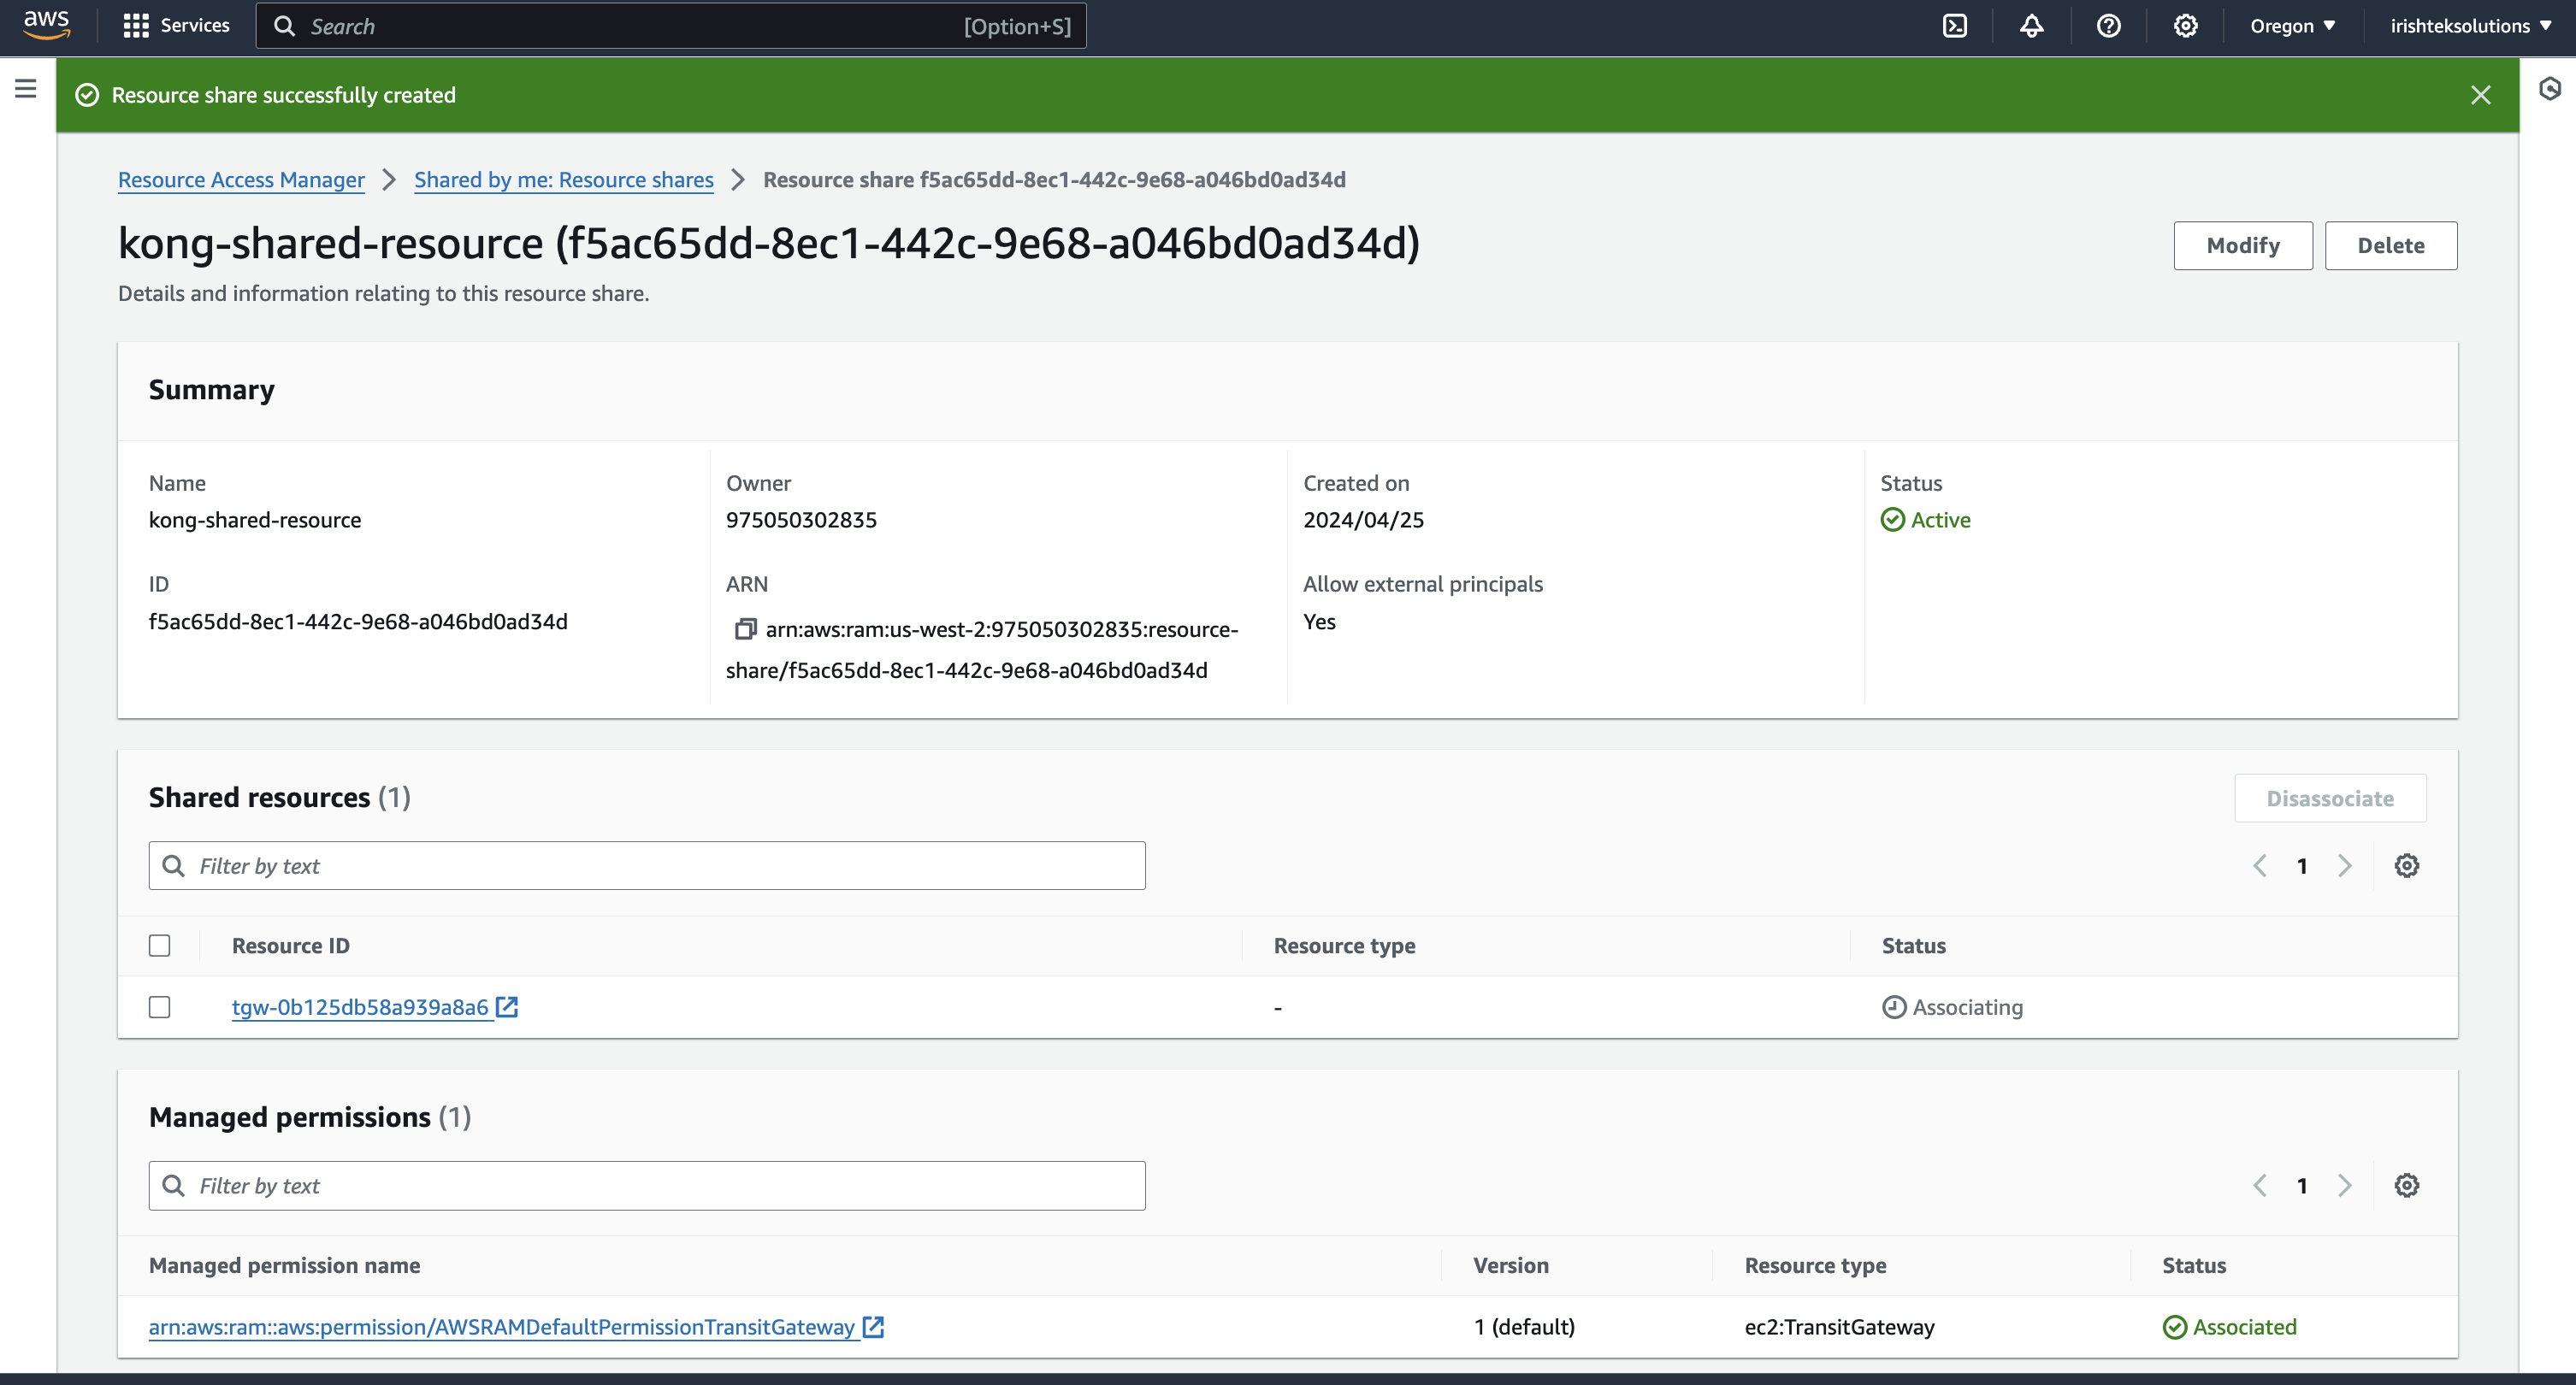 aws
Services
Search
[Option+S]
Oregon
irishteksolutions
Resource share successfully created
Resource Access Manager
Shared by me: Resource shares
Resource share f5ac65dd-8ec1-442c-9e68-a046bd0ad34d
kong-shared-resource (f5ac65dd-8ec1-442c-9e68-a046bd0ad34d)
Modify
Delete
Details and information relating to this resource share.
Summary
Name
kong-shared-resource
Owner
975050302835
Created on
2024/04/25
Status
Active
ID
f5ac65dd-8ec1-442c-9e68-a046bd0ad34d
ARN
arn:aws:ram:us-west-2:975050302835:resource-
share/f5ac65dd-8ec1-442c-9e68-a046bd0ad34d
Allow external principals
Yes
Shared resources (1)
Disassociate
Filter by text
1
Resource ID
Resource type
Status
tgw-0b125db58a939a8a6
-
Associating
Managed permissions (1)
Filter by text
1
Managed permission name
Version
Resource type
Status
arn:aws:ram::aws:permission/AWSRAMDefaultPermissionTransitGateway
1 (default)
ec2:TransitGateway
Associated